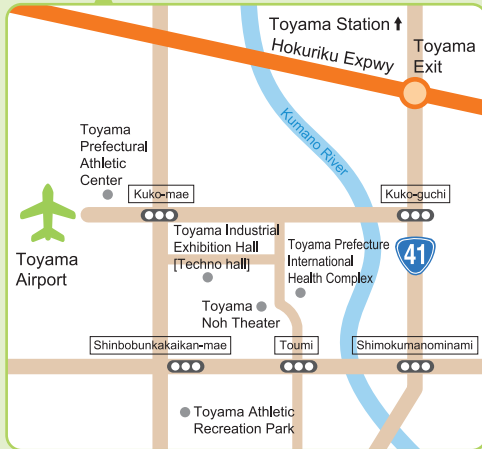 Toyama Station
Hokuriku Expwy
Toyama
Exit
Kumano River
Toyama
Prefectural
Athletic
Center
Kuko-mae
Kuko-guchi
Toyama
Airport
Toyama Industrial
Exhibition Hall
[Techno hall]
Toyama Prefecture
International
Health Complex
41
Toyama
Noh Theater
Shinbobunkakaikan-mae
Toumi
Shimokumanominami
Toyama Athletic
Recreation Park